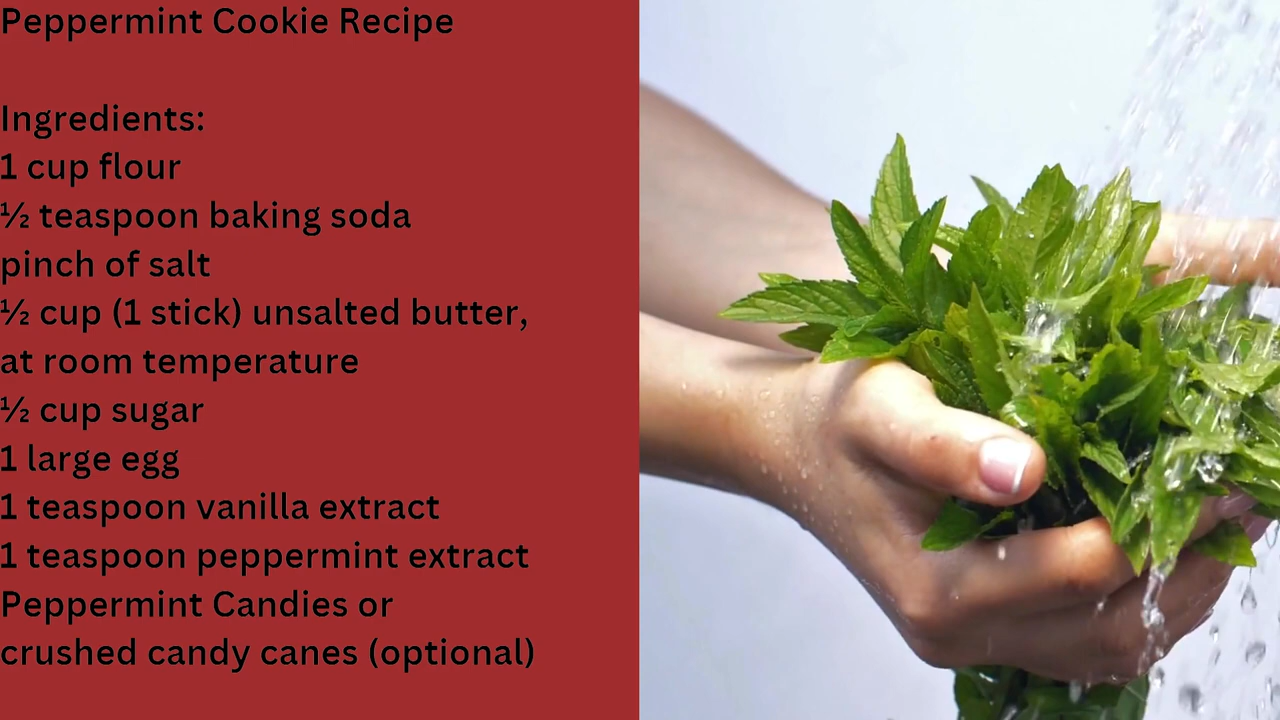 Peppermint Cookie Recipe
Ingredients:
1 cup flour
½ teaspoon baking soda
pinch of salt
½ cup (1 stick) unsalted butter,
at room temperature
½ cup sugar
1 large egg
1 teaspoon vanilla extract
1 teaspoon peppermint extract
Peppermint Candies or
crushed candy canes (optional)